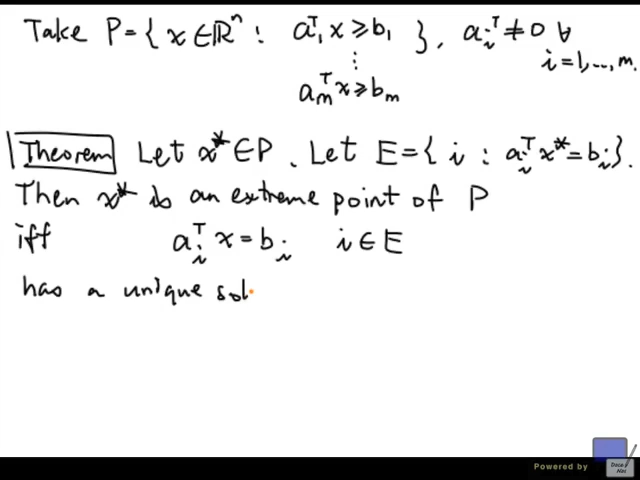 Take P = { x ∈ ℝⁿ : a₁ᵀx ≥ b₁ }, aᵢᵀ ≠ 0 ∀
⋮ i = 1, ..., m.
aₘᵀx ≥ bₘ
Theorem Let x* ∈ P. Let E = { i : aᵢᵀx* = bᵢ }.
Then x* is an extreme point of P
iff aᵢᵀx = bᵢ i ∈ E
has a unique sol
Powered by